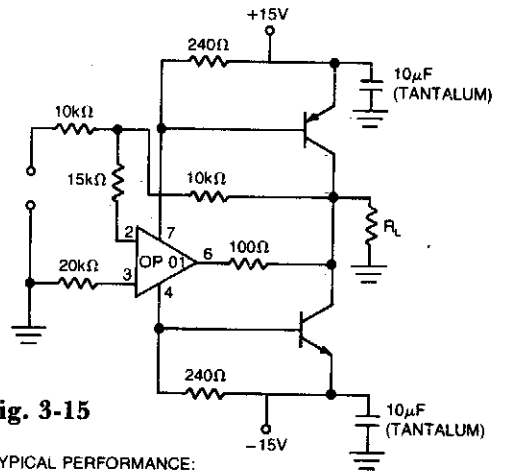 +15V
240Ω
10µF
(TANTALUM)
10kΩ
15kΩ
10kΩ
2
7
OP 01
6
100Ω
R_L
20kΩ
3
4
240Ω
10µF
(TANTALUM)
−15V
ig. 3-15
YPICAL PERFORMANCE: